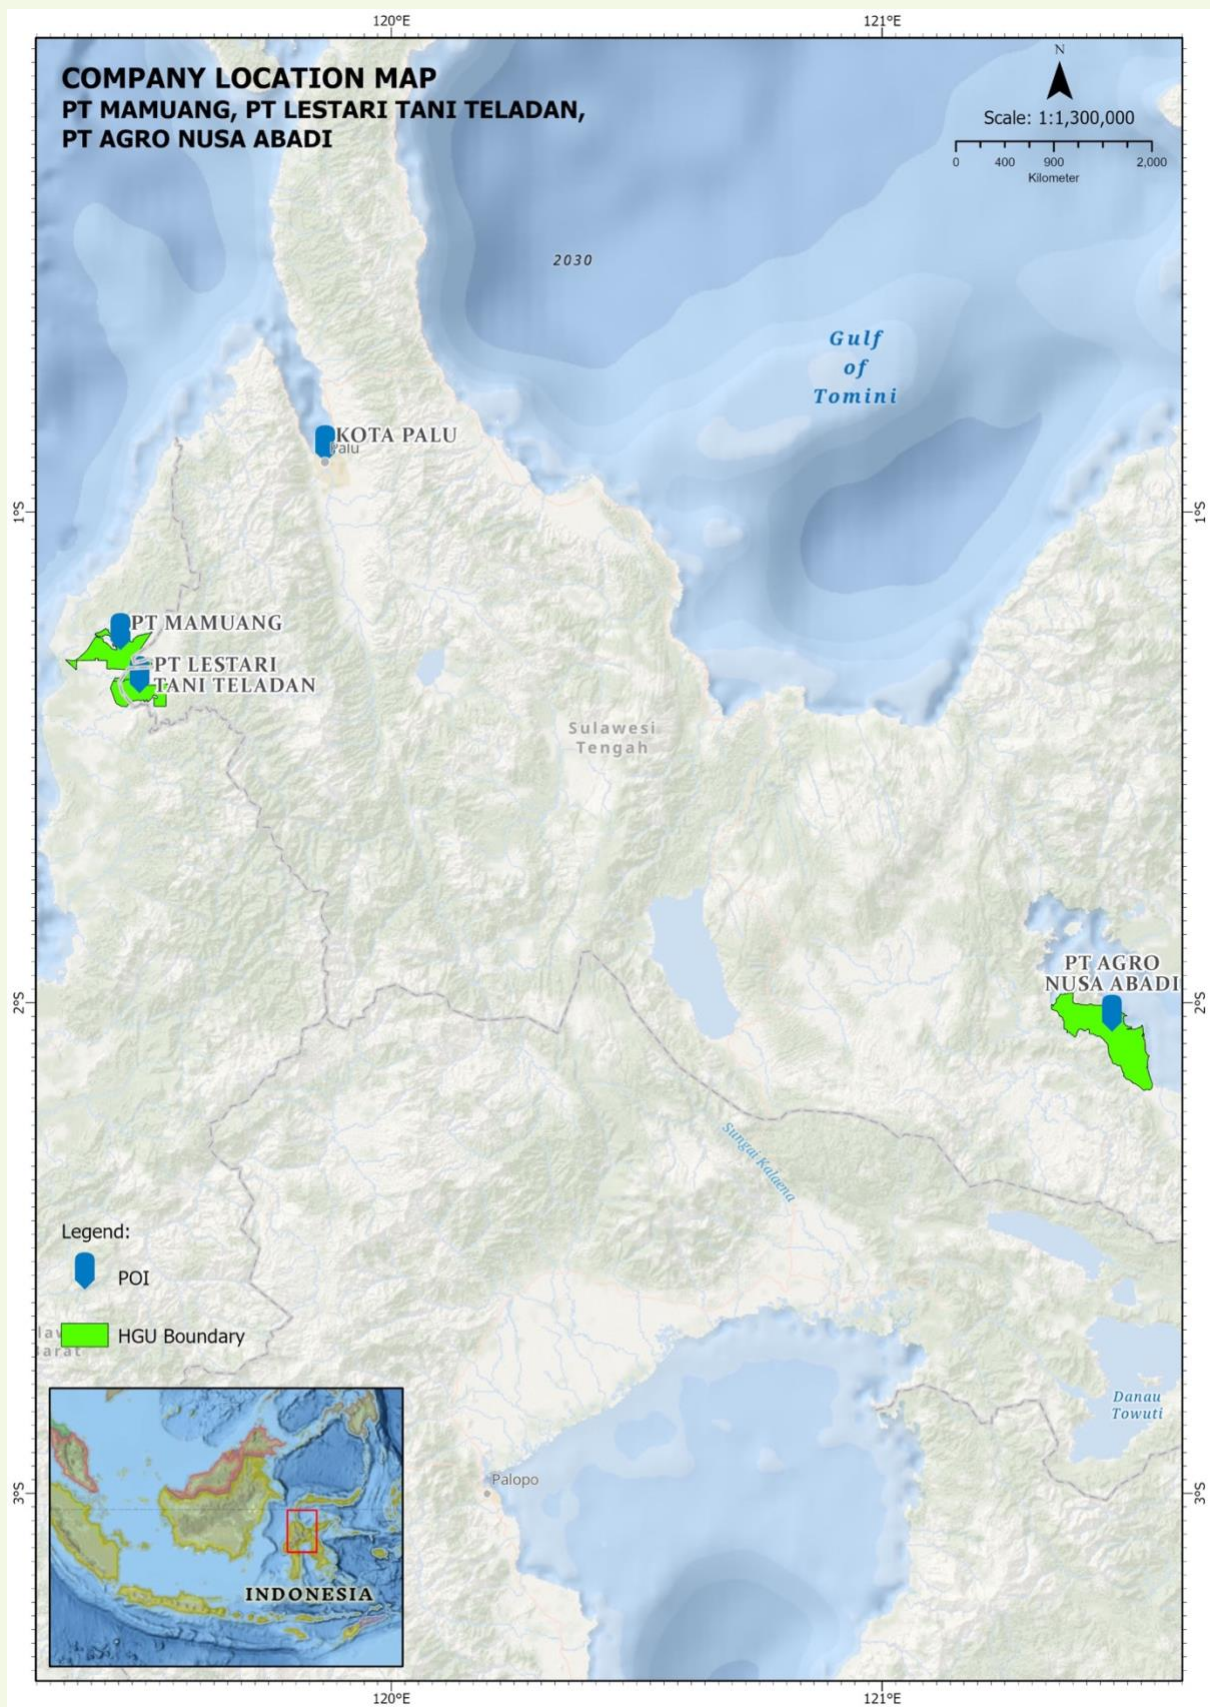 120°E
121°E
COMPANY LOCATION MAP
PT MAMUANG, PT LESTARI TANI TELADAN,
PT AGRO NUSA ABADI
N
Scale: 1:1,300,000
0 400 900 2,000
Kilometer
2030
Gulf
of
Tomini
KOTA PALU
1°S
1°S
PT MAMUANG
PT LESTARI
TANI TELADAN
Sulawesi
Tengah
PT AGRO
NUSA ABADI
2°S
2°S
Sungai Kalaena
Legend:
POI
HGU Boundary
Danau
Towuti
Palopo
3°S
3°S
INDONESIA
120°E
121°E